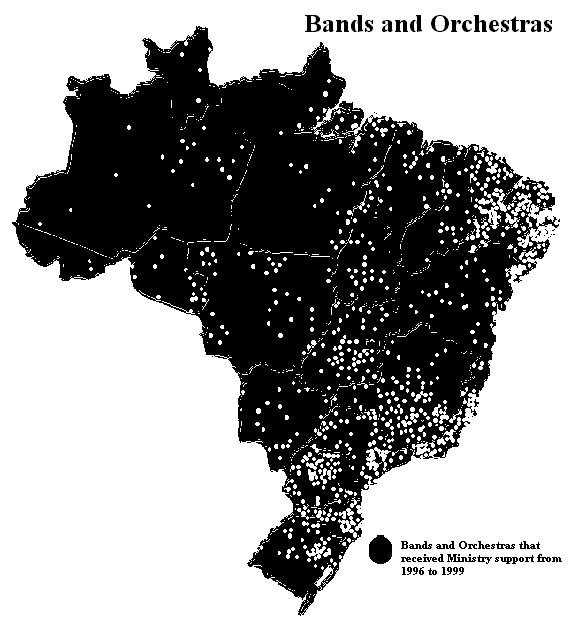 Bands and Orchestras
Bands and Orchestras that
received Ministry support from
1996 to 1999